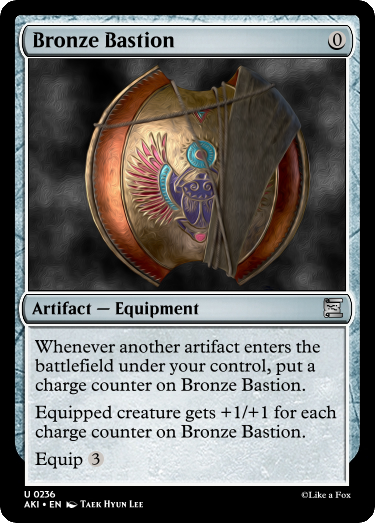 Bronze Bastion 0
Artifact — Equipment
Whenever another artifact enters the
battlefield under your control, put a
charge counter on Bronze Bastion.
Equipped creature gets +1/+1 for each
charge counter on Bronze Bastion.
Equip 3
U 0236
AKI • EN Taek Hyun Lee
©Like a Fox